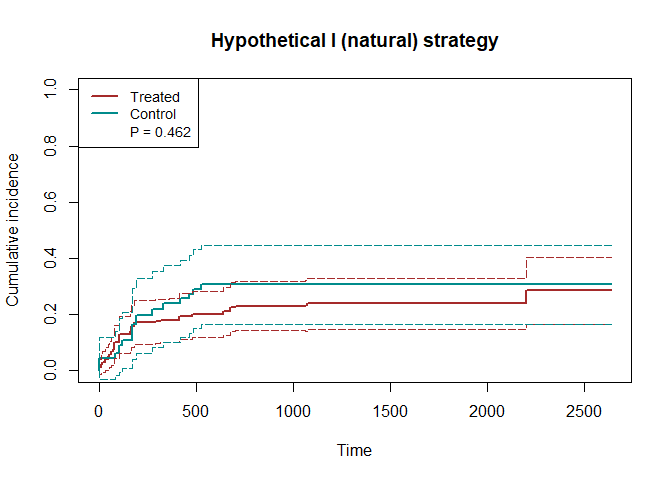 Hypothetical I (natural) strategy
Treated
Control
P = 0.462
Cumulative incidence
1.0
0.8
0.6
0.4
0.2
0.0
0 500 1000 1500 2000 2500
Time